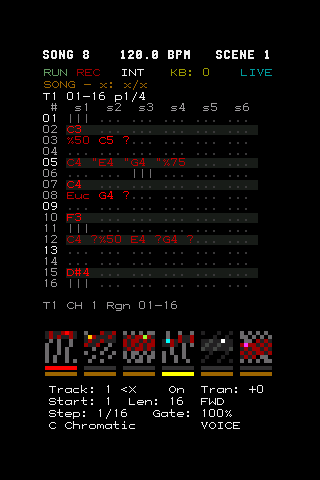 SONG 8 120.0 BPM SCENE 1
RUN REC INT KB: O LIVE
SONG - x: x/x
T1 01-16 p1/4
# s1 s2 s3 s4 s5 s6
01 ||| ... ... ... ... ...
02 C3
03 %50 C5 ? ... ... ...
04 ... ... ... ... ... ...
05 C4 "E4 "G4 "%75
06 ... ... ||| ... ... ...
07 C4
08 Euc G4 ? ... ... ...
09 ... ... ... ... ... ...
10 F3
11 ||| ... ... ... ... ...
12 C4 ?%50 E4 ?G4 ?
13 ... ... ... ... ... ...
14 ... ... ... ... ... ...
15 D#4
16 ||| ... ... ... ... ...
T1 CH 1 Rgn 01-16
Track: 1 <X On Tran: +0
Start: 1 Len: 16 FWD
Step: 1/16 Gate: 100%
C Chromatic VOICE